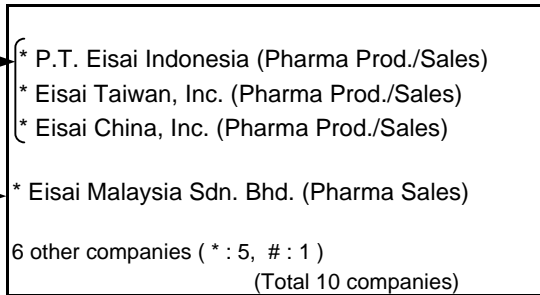 * P.T. Eisai Indonesia (Pharma Prod./Sales)
* Eisai Taiwan, Inc. (Pharma Prod./Sales)
* Eisai China, Inc. (Pharma Prod./Sales)
* Eisai Malaysia Sdn. Bhd. (Pharma Sales)
6 other companies ( * : 5, # : 1 )
(Total 10 companies)